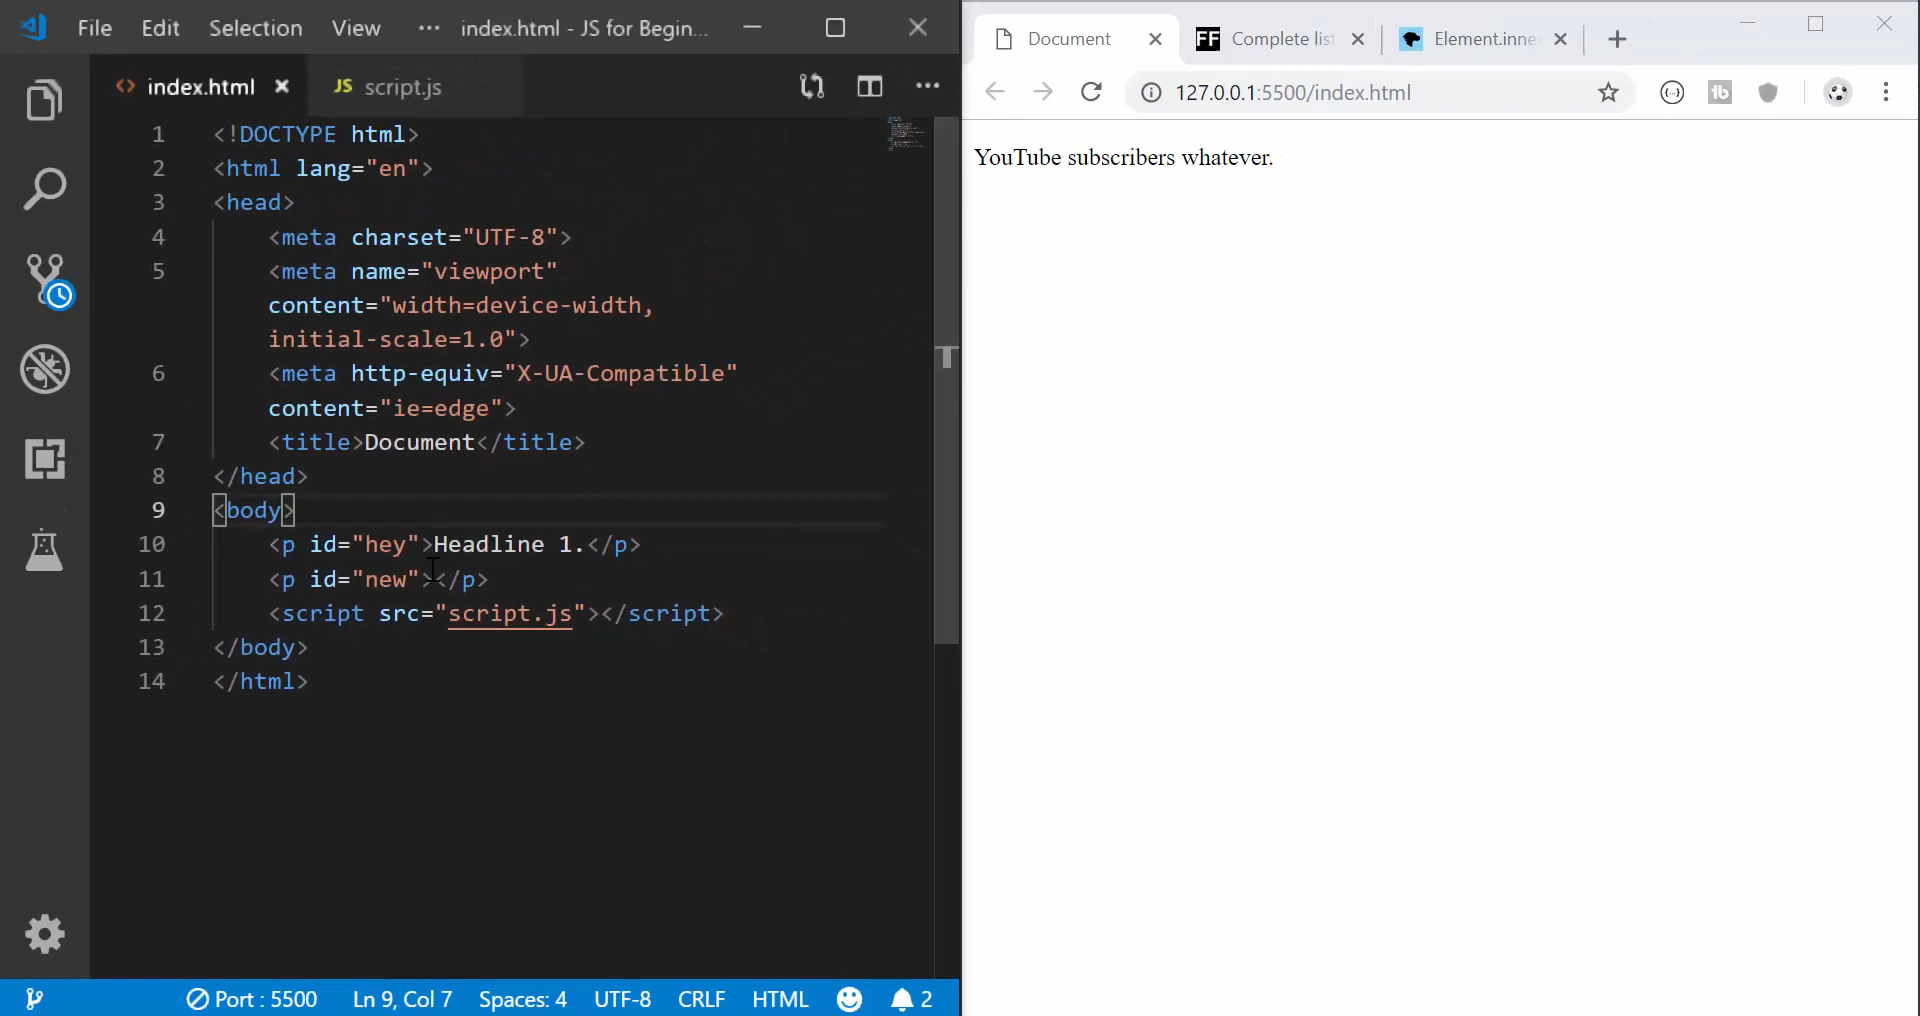 File Edit Selection View ··· index.html - JS for Begin...
<> index.html × JS script.js ···
1 <!DOCTYPE html>
2 <html lang="en">
3 <head>
4 <meta charset="UTF-8">
5 <meta name="viewport"
content="width=device-width,
initial-scale=1.0">
6 <meta http-equiv="X-UA-Compatible"
content="ie=edge">
7 <title>Document</title>
8 </head>
9 <body>
10 <p id="hey">Headline 1.</p>
11 <p id="new"></p>
12 <script src="script.js"></script>
13 </body>
14 </html>
Port : 5500 Ln 9, Col 7 Spaces: 4 UTF-8 CRLF HTML 2
Document FF Complete list Element.inne
127.0.0.1:5500/index.html tb
YouTube subscribers whatever.